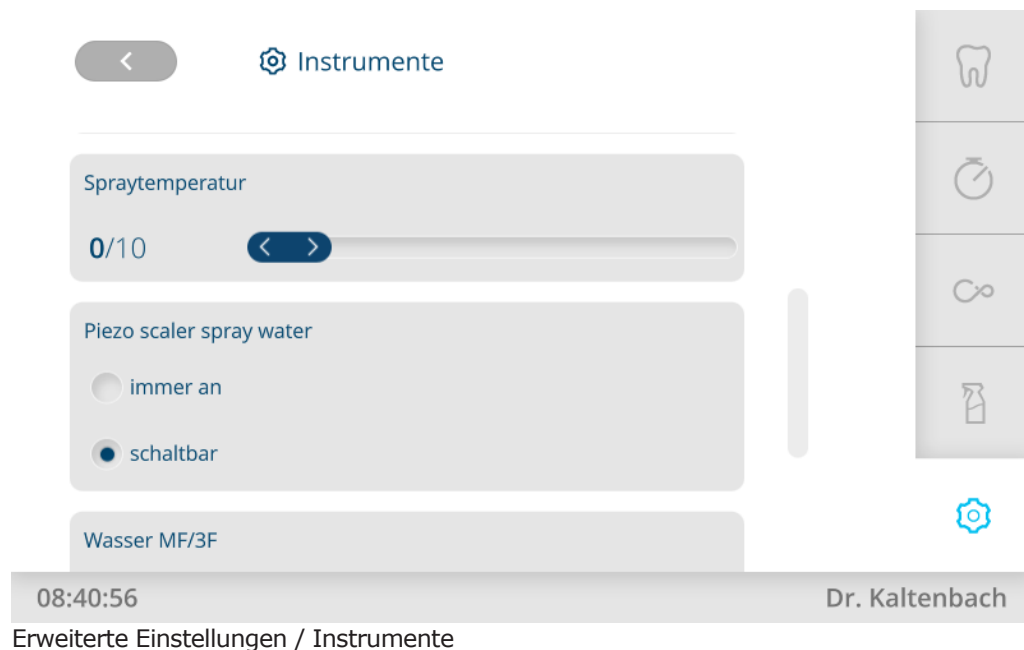 Instrumente
Spraytemperatur
0/10
Piezo scaler spray water
immer an
schaltbar
Wasser MF/3F
08:40:56
Dr. Kaltenbach
Erweiterte Einstellungen / Instrumente